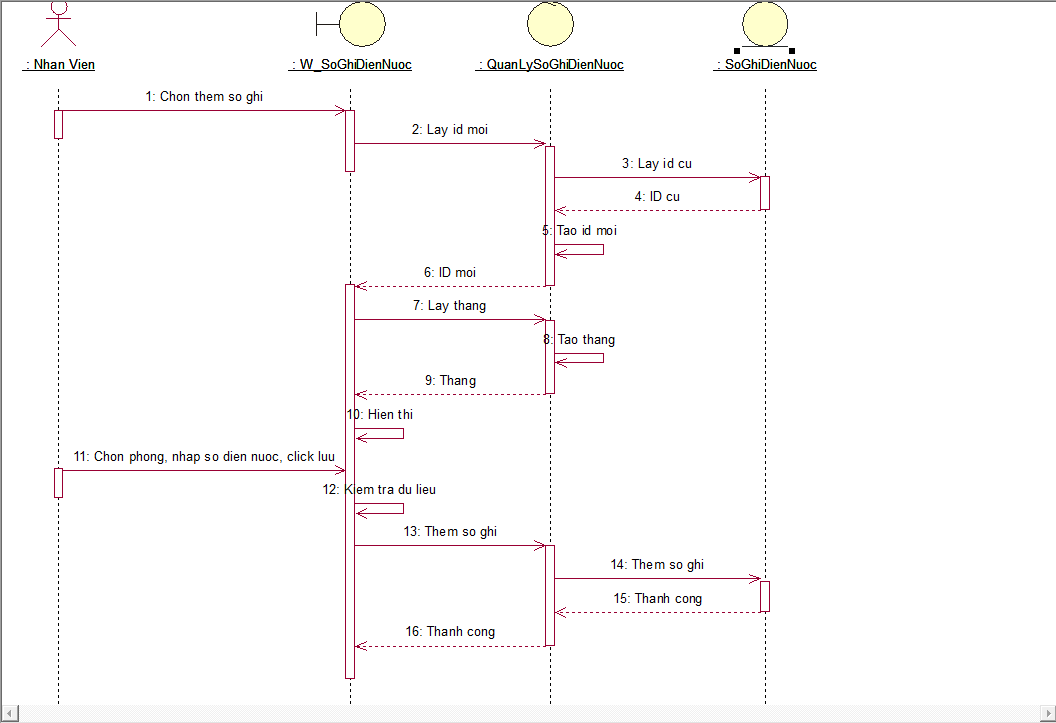 : Nhan Vien
: W_SoGhiDienNuoc
: QuanLySoGhiDienNuoc
: SoGhiDienNuoc
1: Chon them so ghi
2: Lay id moi
3: Lay id cu
4: ID cu
5: Tao id moi
6: ID moi
7: Lay thang
8: Tao thang
9: Thang
10: Hien thi
11: Chon phong, nhap so dien nuoc, click luu
12: Kiem tra du lieu
13: Them so ghi
14: Them so ghi
15: Thanh cong
16: Thanh cong